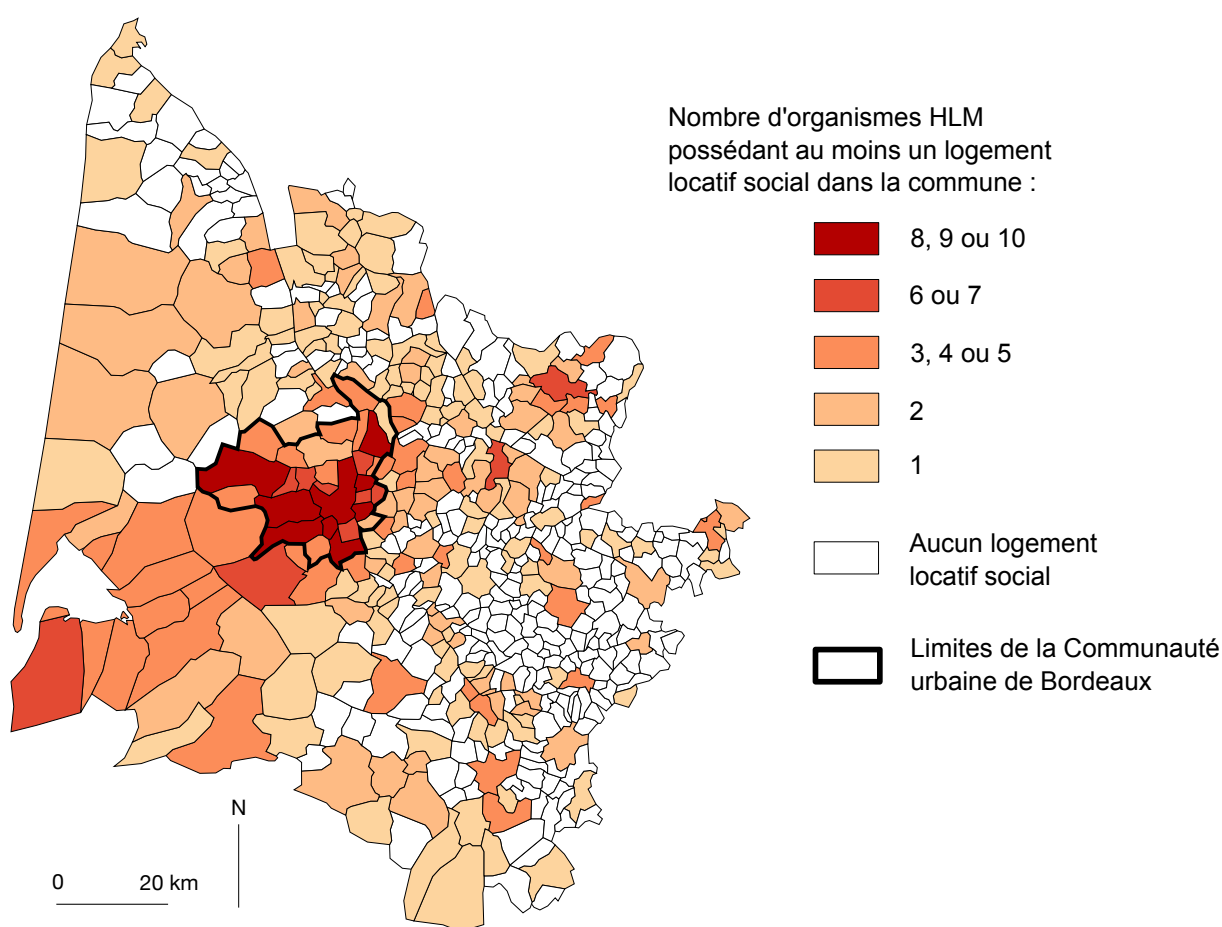 Nombre d'organismes HLM
possédant au moins un logement
locatif social dans la commune :
8, 9 ou 10
6 ou 7
3, 4 ou 5
2
1
Aucun logement
locatif social
Limites de la Communauté
urbaine de Bordeaux
N
0 20 km